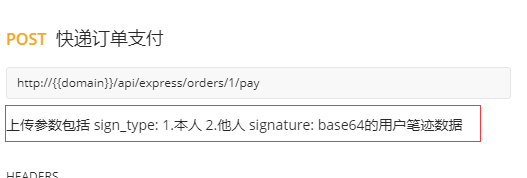 POST 快递订单支付
http://{{domain}}/api/express/orders/1/pay
上传参数包括 sign_type: 1.本人 2.他人 signature: base64的用户笔迹数据
HEADERS